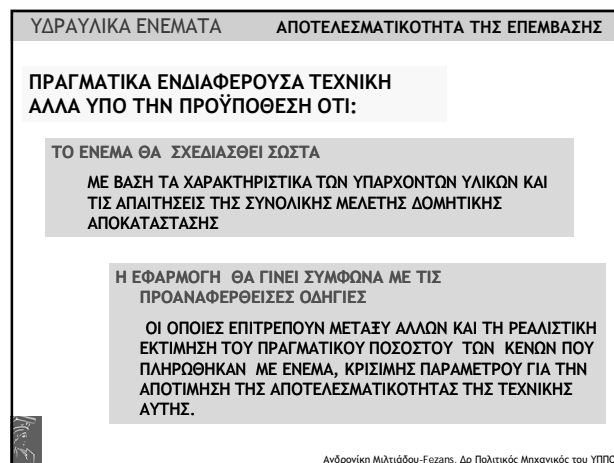 ΥΔΡΑΥΛΙΚΑ ΕΝΕΜΑΤΑ ΑΠΟΤΕΛΕΣΜΑΤΙΚΟΤΗΤΑ ΤΗΣ ΕΠΕΜΒΑΣΗΣ
ΠΡΑΓΜΑΤΙΚΑ ΕΝΔΙΑΦΕΡΟΥΣΑ ΤΕΧΝΙΚΗ
ΑΛΛΑ ΥΠΟ ΤΗΝ ΠΡΟΫΠΟΘΕΣΗ ΟΤΙ:
ΤΟ ΕΝΕΜΑ ΘΑ ΣΧΕΔΙΑΣΘΕΙ ΣΩΣΤΑ
ΜΕ ΒΑΣΗ ΤΑ ΧΑΡΑΚΤΗΡΙΣΤΙΚΑ ΤΩΝ ΥΠΑΡΧΟΝΤΩΝ ΥΛΙΚΩΝ ΚΑΙ
ΤΙΣ ΑΠΑΙΤΗΣΕΙΣ ΤΗΣ ΣΥΝΟΛΙΚΗΣ ΜΕΛΕΤΗΣ ΔΟΜΗΤΙΚΗΣ
ΑΠΟΚΑΤΑΣΤΑΣΗΣ
Η ΕΦΑΡΜΟΓΗ ΘΑ ΓΙΝΕΙ ΣΥΜΦΩΝΑ ΜΕ ΤΙΣ
ΠΡΟΑΝΑΦΕΡΘΕΙΣΕΣ ΟΔΗΓΙΕΣ
ΟΙ ΟΠΟΙΕΣ ΕΠΙΤΡΕΠΟΥΝ ΜΕΤΑΞΥ ΑΛΛΩΝ ΚΑΙ ΤΗ ΡΕΑΛΙΣΤΙΚΗ
ΕΚΤΙΜΗΣΗ ΤΟΥ ΠΡΑΓΜΑΤΙΚΟΥ ΠΟΣΟΣΤΟΥ ΤΩΝ ΚΕΝΩΝ ΠΟΥ
ΠΛΗΡΩΘΗΚΑΝ ΜΕ ΕΝΕΜΑ, ΚΡΙΣΙΜΗΣ ΠΑΡΑΜΕΤΡΟΥ ΓΙΑ ΤΗΝ
ΑΠΟΤΙΜΗΣΗ ΤΗΣ ΑΠΟΤΕΛΕΣΜΑΤΙΚΟΤΗΤΑΣ ΤΗΣ ΤΕΧΝΙΚΗΣ
ΑΥΤΗΣ.
Ανδρονίκη Μιλτιάδου-Fezans, Δρ Πολιτικός Μηχανικός του ΥΠΠΟ